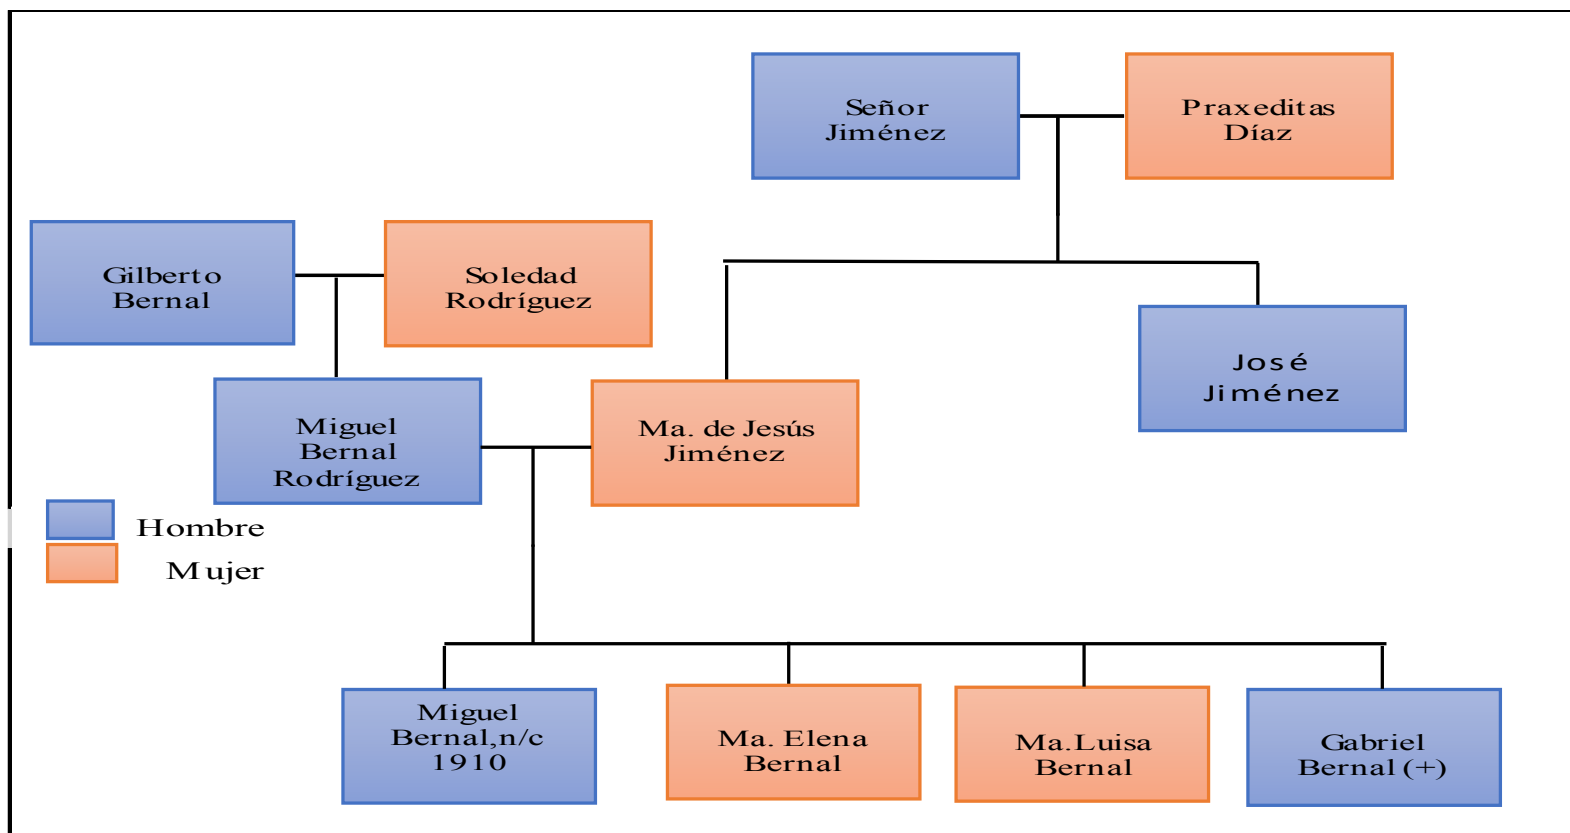 Señor
Jiménez
Praxeditas
Díaz
Gilberto
Bernal
Soledad
Rodríguez
José
Jiménez
Miguel
Bernal
Rodríguez
Ma. de Jesús
Jiménez
Hombre
Mujer
Miguel
Bernal,n/c
1910
Ma. Elena
Bernal
Ma.Luisa
Bernal
Gabriel
Bernal (+)